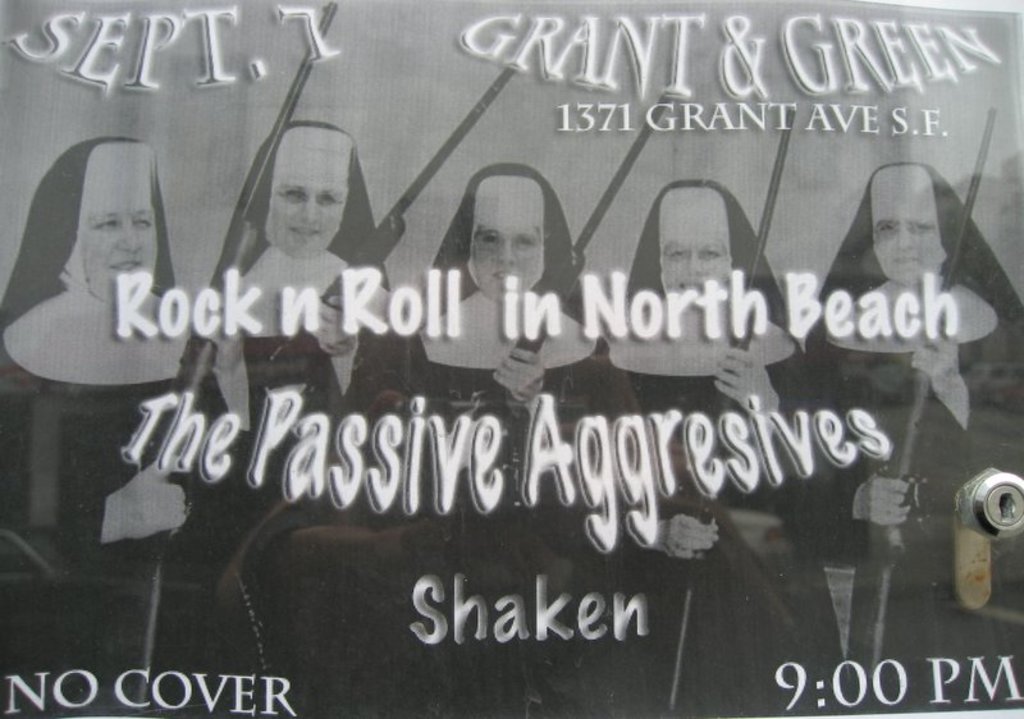 SEPT. 7
GRANT & GREEN
1371 GRANT AVE S.F.
Rock n Roll in North Beach
The Passive Aggresives
Shaken
NO COVER
9:00 PM